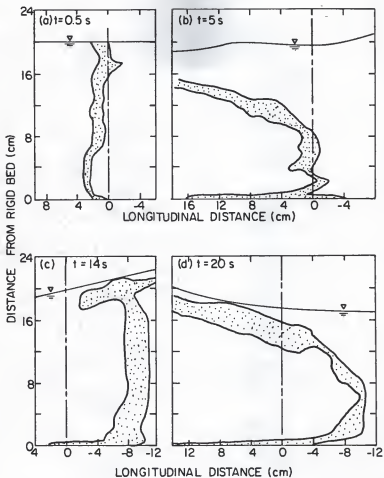 (a) t=0.5 s
(b) t=5 s
24
16
8
0
4 0 -4
16 12 8 4 0 -4
LONGITUDINAL DISTANCE (cm)
DISTANCE FROM RIGID BED (cm)
(c) t = 14 s
(d) t = 20 s
24
16
8
0
4 0 -4 -8 -12
12 8 4 0 -4 -8 -12
LONGITUDINAL DISTANCE (cm)